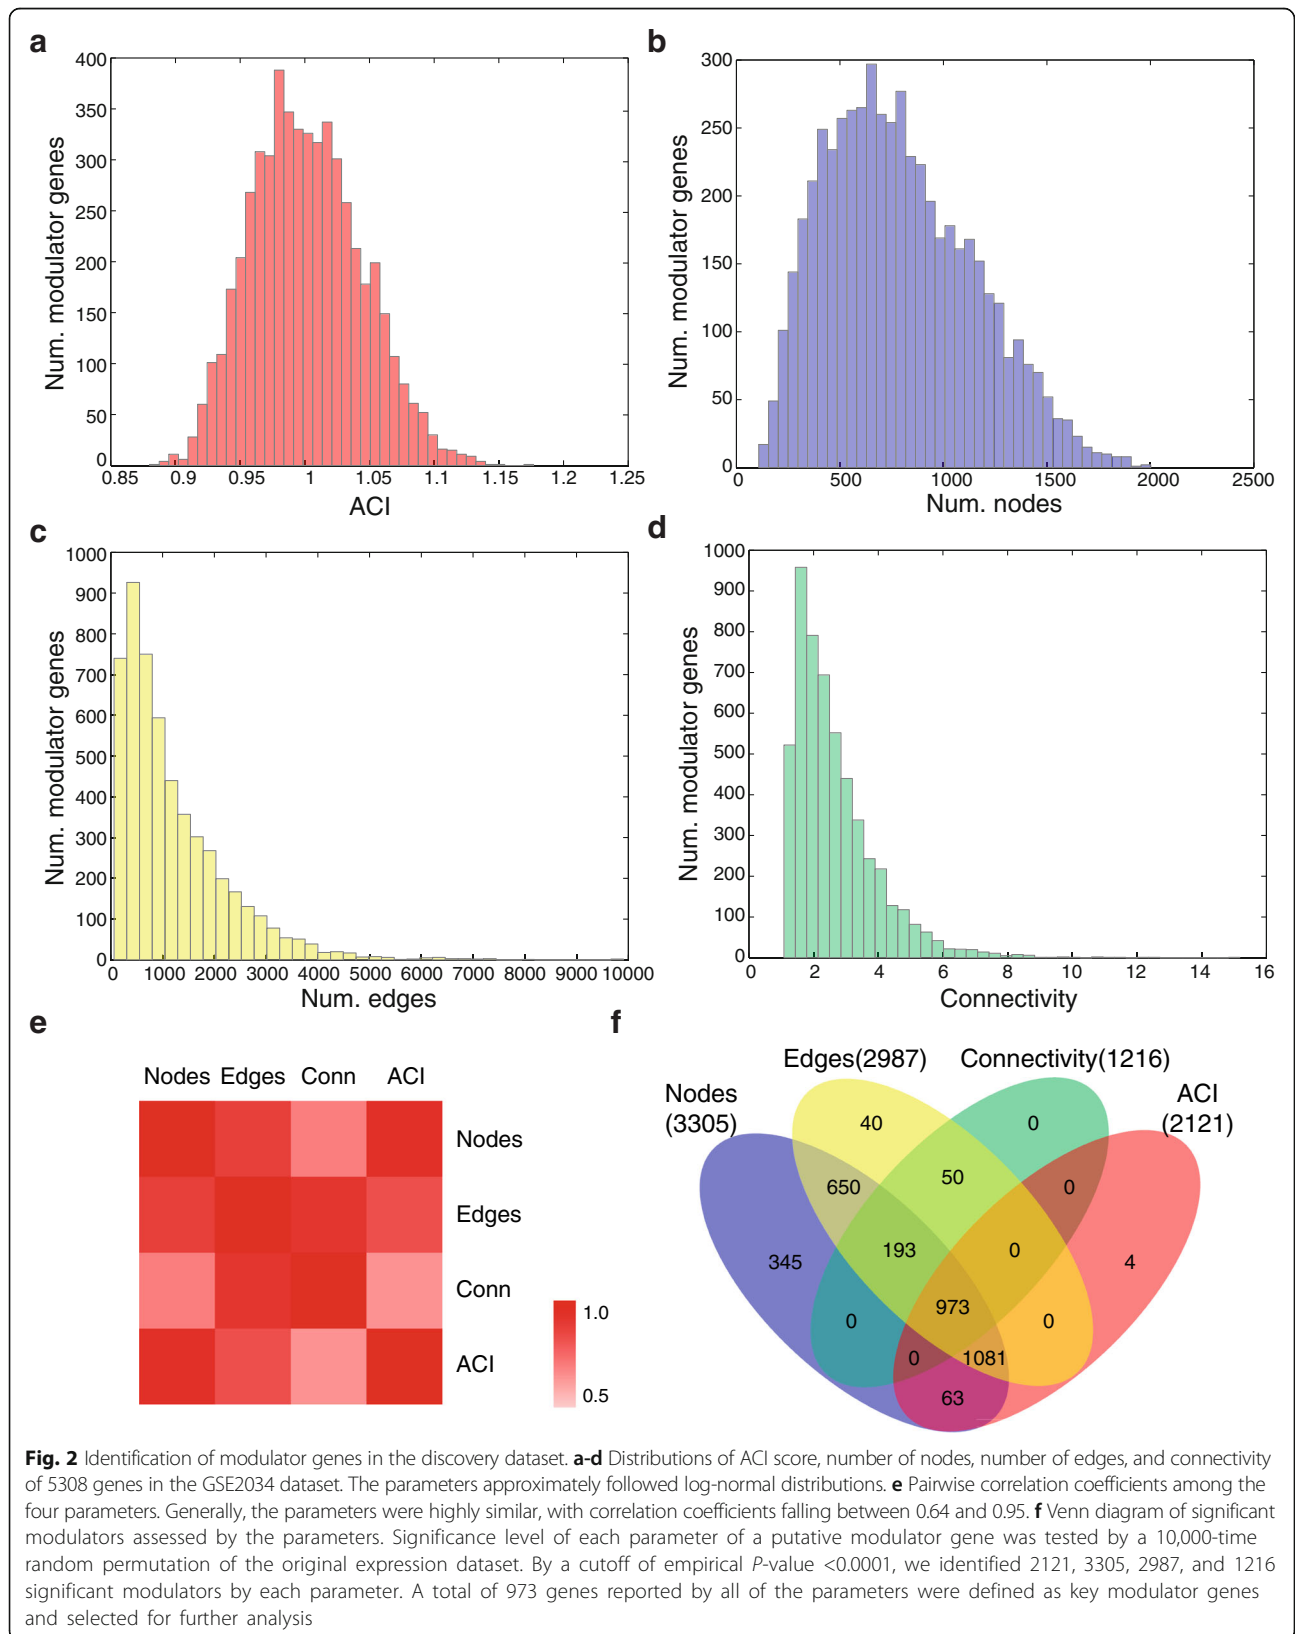 a
400
350
300
250
200
150
100
50
0
0.85 0.9 0.95 1 1.05 1.1 1.15 1.2 1.25
Num. modulator genes
ACI
b
300
250
200
150
100
50
0
0 500 1000 1500 2000 2500
Num. modulator genes
Num. nodes
c
1000
900
800
700
600
500
400
300
200
100
0
0 1000 2000 3000 4000 5000 6000 7000 8000 9000 10000
Num. modulator genes
Num. edges
d
1000
900
800
700
600
500
400
300
200
100
0
0 2 4 6 8 10 12 14 16
Num. modulator genes
Connectivity
e
Nodes Edges Conn ACI
Nodes
Edges
Conn
ACI
1.0
0.5
f
Edges(2987) Connectivity(1216)
Nodes
(3305)
ACI
(2121)
40
0
650
50
0
345
193
0
4
973
0
0
0
1081
63
Fig. 2 Identification of modulator genes in the discovery dataset. a-d Distributions of ACI score, number of nodes, number of edges, and connectivity
of 5308 genes in the GSE2034 dataset. The parameters approximately followed log-normal distributions. e Pairwise correlation coefficients among the
four parameters. Generally, the parameters were highly similar, with correlation coefficients falling between 0.64 and 0.95. f Venn diagram of significant
modulators assessed by the parameters. Significance level of each parameter of a putative modulator gene was tested by a 10,000-time
random permutation of the original expression dataset. By a cutoff of empirical P-value <0.0001, we identified 2121, 3305, 2987, and 1216
significant modulators by each parameter. A total of 973 genes reported by all of the parameters were defined as key modulator genes
and selected for further analysis